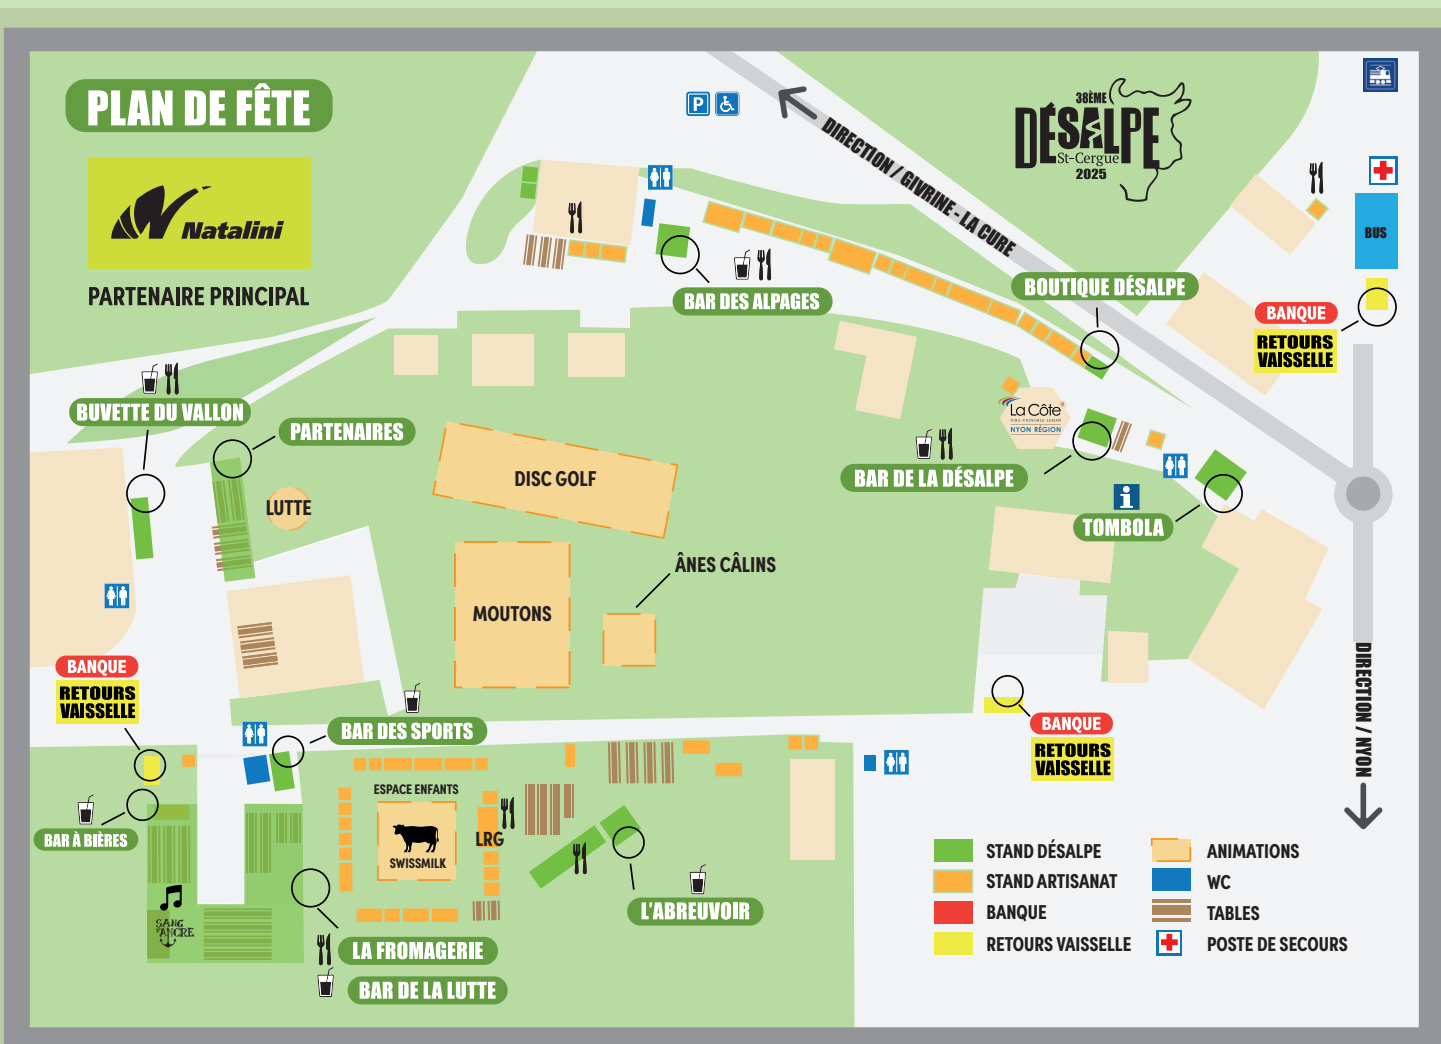 PLAN DE FÊTE
Natalini
PARTENAIRE PRINCIPAL
P
38ÈME
DÉSALPE
St-Cergue
2025
DIRECTION / GIVRINE - LA CURE
BUS
BAR DES ALPAGES
BOUTIQUE DÉSALPE
BANQUE
RETOURS
VAISSELLE
BUVETTE DU VALLON
PARTENAIRES
La Côte
NYON RÉGION
BAR DE LA DÉSALPE
DISC GOLF
LUTTE
i
TOMBOLA
ÂNES CÂLINS
MOUTONS
BANQUE
RETOURS
VAISSELLE
DIRECTION / NYON
BAR DES SPORTS
BANQUE
RETOURS
VAISSELLE
ESPACE ENFANTS
BAR À BIÈRES
LRG
SWISSMILK
SANG
D'ANCRE
L'ABREUVOIR
LA FROMAGERIE
BAR DE LA LUTTE
STAND DÉSALPE
STAND ARTISANAT
BANQUE
RETOURS VAISSELLE
ANIMATIONS
WC
TABLES
POSTE DE SECOURS